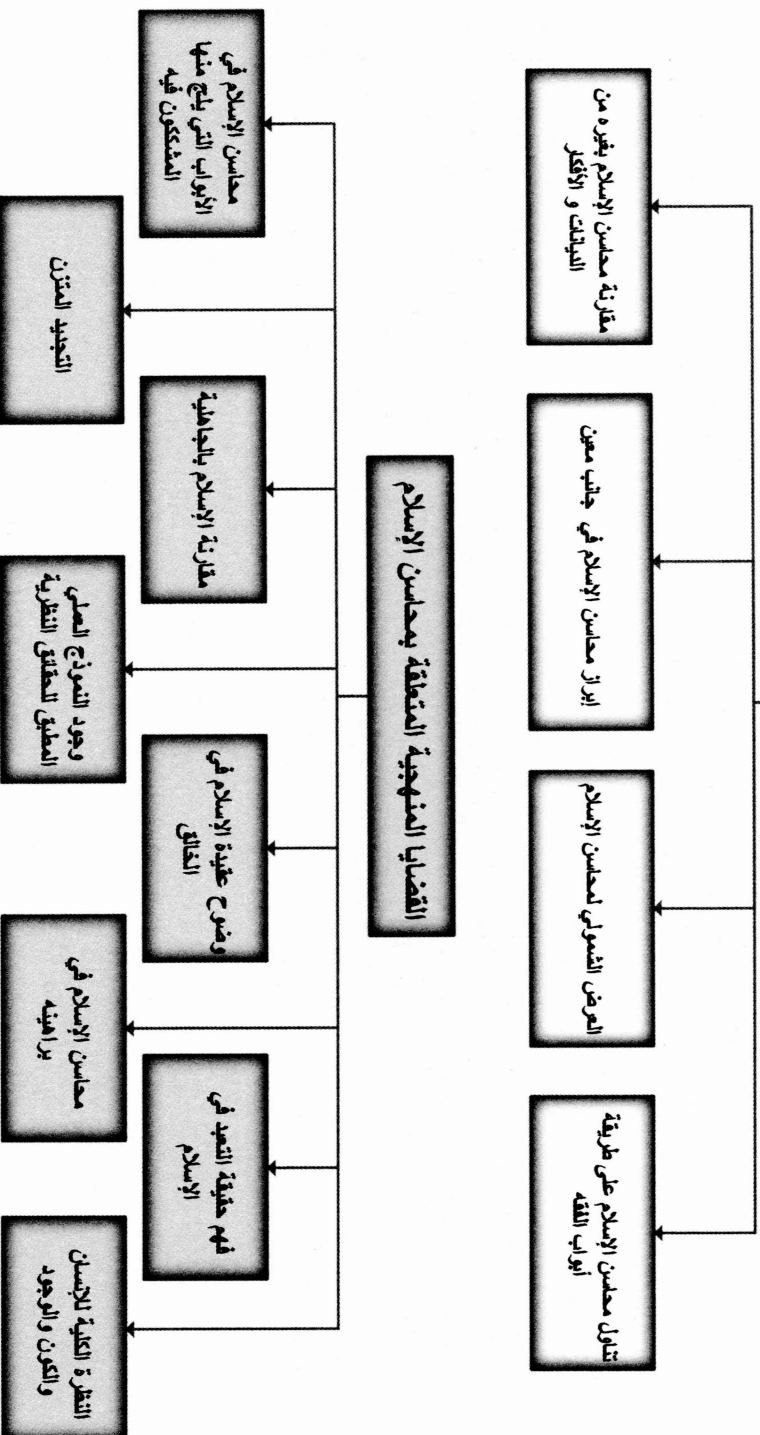 تناول محاسن الإسلام على طريقة
أبواب الفقه
العرض الشمولي لمحاسن الإسلام
إبراز محاسن الإسلام في جانب معين
مقارنة محاسن الإسلام بغيره من
الديانات و الأفكار
القضايا المنهجية المتعلقة بمحاسن الإسلام
فهم حقيقة التعبد في
الإسلام
وضوح عقيدة الإسلام في
الخالق
مقارنة الإسلام بالجاهلية
محاسن الإسلام في
الأبواب التي يلج منها
المشككون فيه
النظرة الكلية للإنسان
والكون والوجود
محاسن الإسلام في
براهينه
وجود النموذج العملي
المطبق للحقائق النظرية
التجديد المتزن